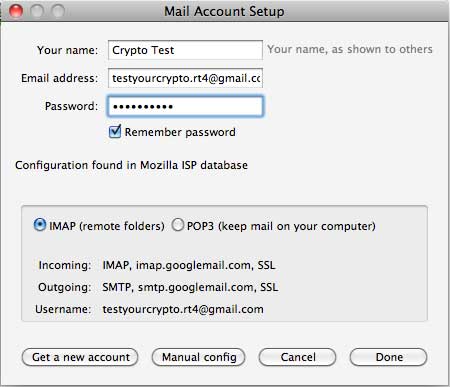 Mail Account Setup
Your name: Crypto Test Your name, as shown to others
Email address: testyourcrypto.rt4@gmail.co
Password: ••••••••••
Remember password
Configuration found in Mozilla ISP database
IMAP (remote folders) POP3 (keep mail on your computer)
Incoming: IMAP, imap.googlemail.com, SSL
Outgoing: SMTP, smtp.googlemail.com, SSL
Username: testyourcrypto.rt4@gmail.com
Get a new account Manual config Cancel Done